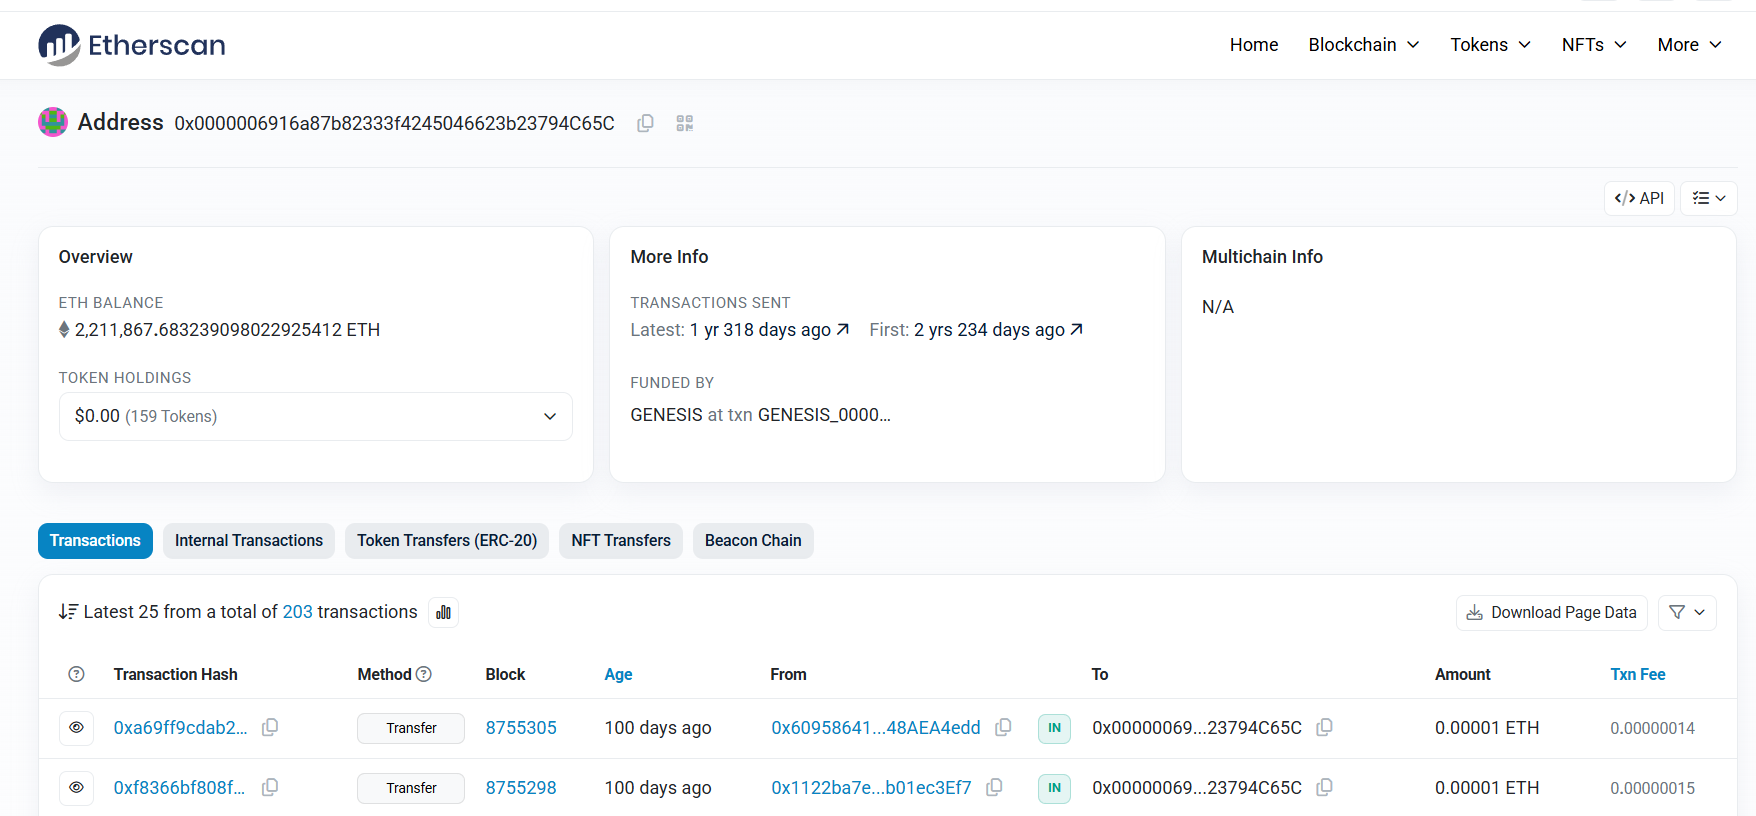 Etherscan
Home Blockchain Tokens NFTs More
Address 0x0000006916a87b82333f4245046623b23794C65C
</> API
Overview
ETH BALANCE
2,211,867.683239098022925412 ETH
TOKEN HOLDINGS
$0.00 (159 Tokens)
More Info
TRANSACTIONS SENT
Latest: 1 yr 318 days ago First: 2 yrs 234 days ago
FUNDED BY
GENESIS at txn GENESIS_0000...
Multichain Info
N/A
Transactions Internal Transactions Token Transfers (ERC-20) NFT Transfers Beacon Chain
Latest 25 from a total of 203 transactions
Download Page Data
Transaction Hash Method Block Age From To Amount Txn Fee
0xa69ff9cdab2... Transfer 8755305 100 days ago 0x60958641...48AEA4edd IN 0x00000069...23794C65C 0.00001 ETH 0.00000014
0xf8366bf808f... Transfer 8755298 100 days ago 0x1122ba7e...b01ec3Ef7 IN 0x00000069...23794C65C 0.00001 ETH 0.00000015